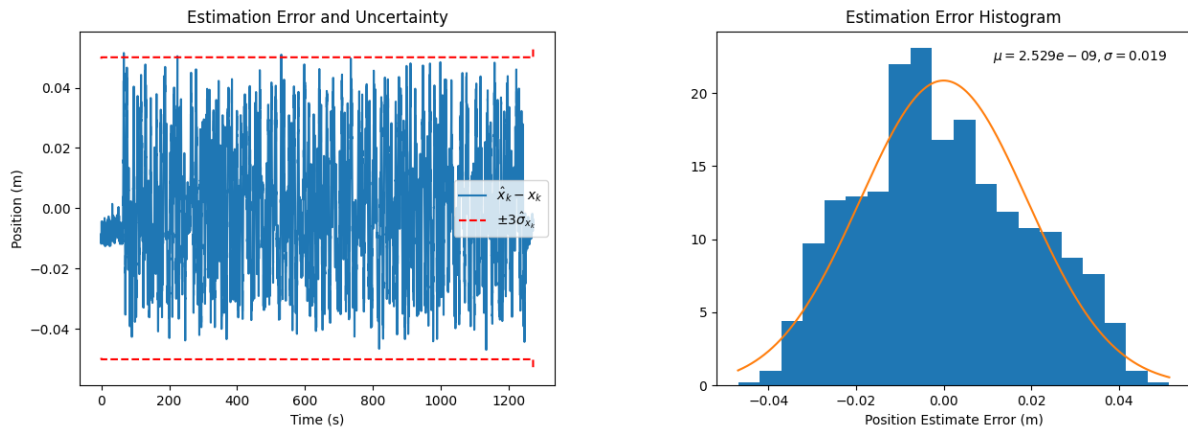 Estimation Error and Uncertainty
0.04
0.02
0.00
−0.02
−0.04
Position (m)
x̂ₖ − xₖ
±3σ̂ₓₖ
0 200 400 600 800 1000 1200
Time (s)
Estimation Error Histogram
μ = 2.529e − 09, σ = 0.019
20
15
10
5
0
−0.04 −0.02 0.00 0.02 0.04
Position Estimate Error (m)